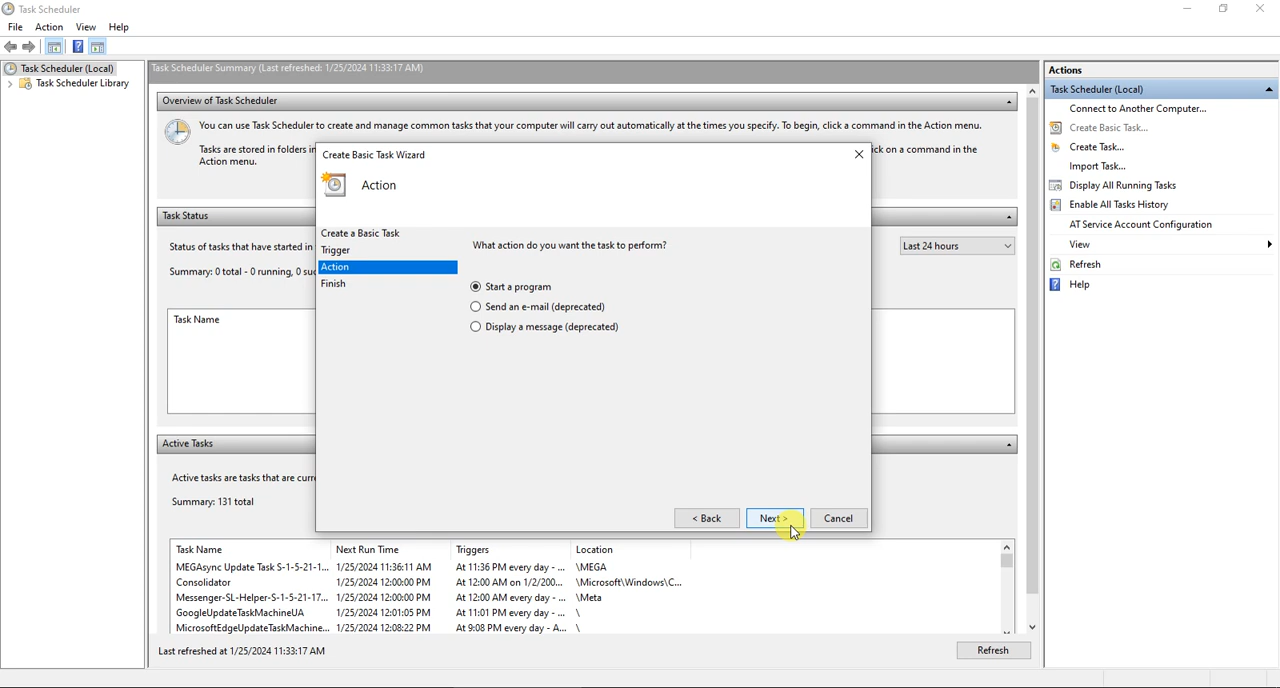 Task Scheduler
File Action View Help
Task Scheduler (Local)
Task Scheduler Library
Task Scheduler Summary (Last refreshed: 1/25/2024 11:33:17 AM)
Overview of Task Scheduler
You can use Task Scheduler to create and manage common tasks that your computer will carry out automatically at the times you specify. To begin, click a command in the Action menu.
Tasks are stored in folders in
ick on a command in the
Action menu.
Task Status
Status of tasks that have started in
Last 24 hours
Summary: 0 total - 0 running, 0 suc
Task Name
Active Tasks
Active tasks are tasks that are curre
Summary: 131 total
Task Name Next Run Time Triggers Location
MEGAsync Update Task S-1-5-21-1... 1/25/2024 11:36:11 AM At 11:36 PM every day - ... \MEGA
Consolidator 1/25/2024 12:00:00 PM At 12:00 AM on 1/2/200... \Microsoft\Windows\C...
Messenger-SL-Helper-S-1-5-21-17... 1/25/2024 12:00:00 PM At 12:00 AM every day - ... \Meta
GoogleUpdateTaskMachineUA 1/25/2024 12:01:05 PM At 11:01 PM every day - ... \
MicrosoftEdgeUpdateTaskMachine... 1/25/2024 12:08:22 PM At 9:08 PM every day - A... \
Last refreshed at 1/25/2024 11:33:17 AM
Refresh
Create Basic Task Wizard
Action
Create a Basic Task
Trigger
Action
Finish
What action do you want the task to perform?
Start a program
Send an e-mail (deprecated)
Display a message (deprecated)
< Back Next > Cancel
Actions
Task Scheduler (Local)
Connect to Another Computer...
Create Basic Task...
Create Task...
Import Task...
Display All Running Tasks
Enable All Tasks History
AT Service Account Configuration
View
Refresh
Help